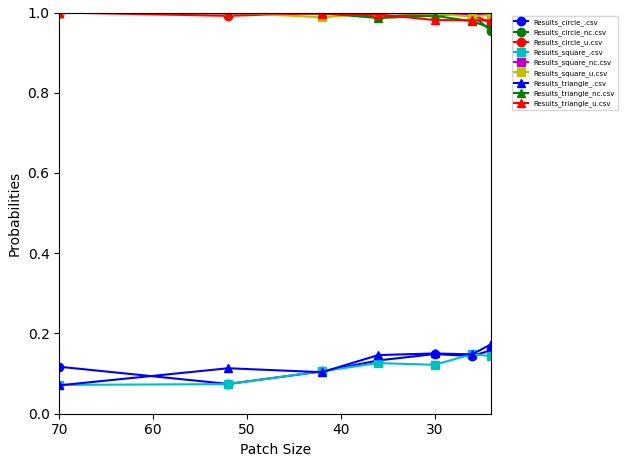 1.0
0.8
0.6
0.4
0.2
0.0
Probabilities
70
60
50
40
30
Patch Size
Results_circle_.csv
Results_circle_nc.csv
Results_circle_u.csv
Results_square_.csv
Results_square_nc.csv
Results_square_u.csv
Results_triangle_.csv
Results_triangle_nc.csv
Results_triangle_u.csv